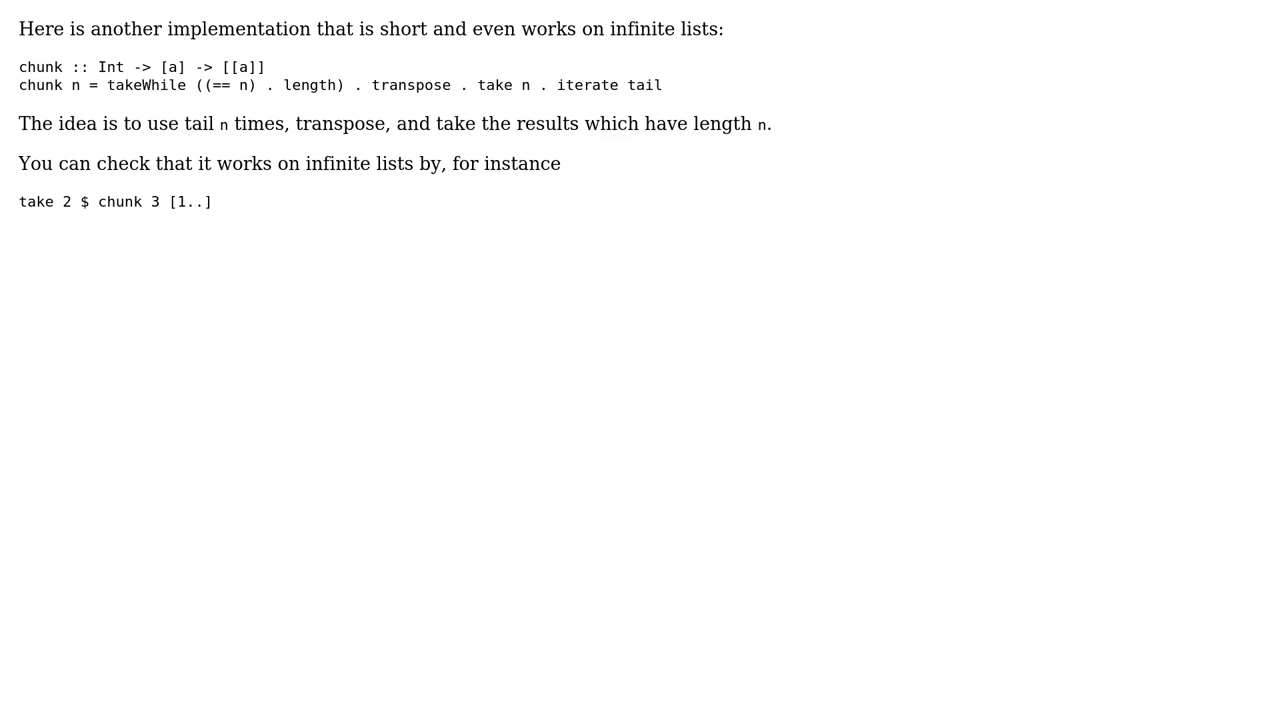 Here is another implementation that is short and even works on infinite lists:
chunk :: Int -> [a] -> [[a]]
chunk n = takeWhile ((== n) . length) . transpose . take n . iterate tail
The idea is to use tail n times, transpose, and take the results which have length n.
You can check that it works on infinite lists by, for instance
take 2 $ chunk 3 [1..]